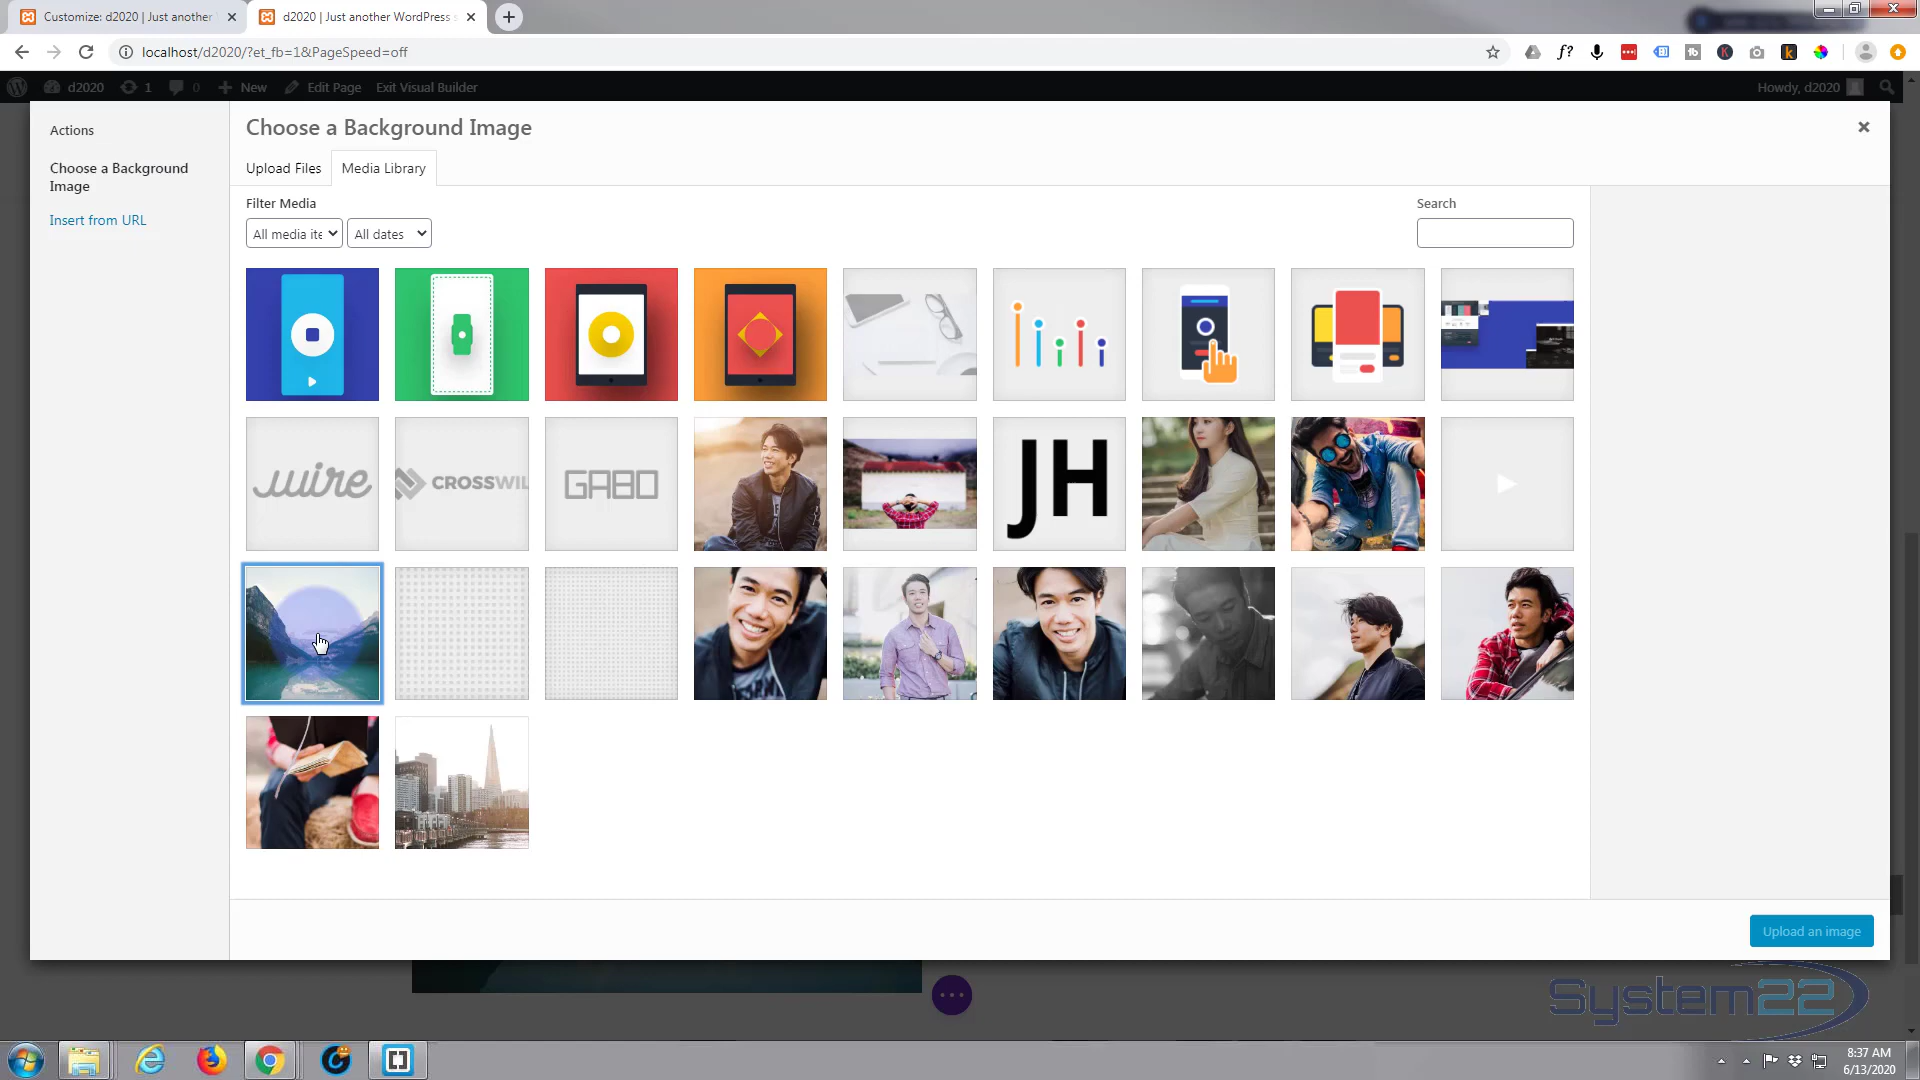 Customize: d2020 | Just another
d2020 | Just another WordPress s
localhost/d2020/?et_fb=1&PageSpeed=off
d2020
1
0
New
Edit Page
Exit Visual Builder
Howdy, d2020
Actions
Choose a Background
Image
Insert from URL
Choose a Background Image
Upload Files
Media Library
Filter Media
Search
All media ite
All dates
wire
CROSSWIL
GABO
JH
Upload an image
System22
8:37 AM
6/13/2020